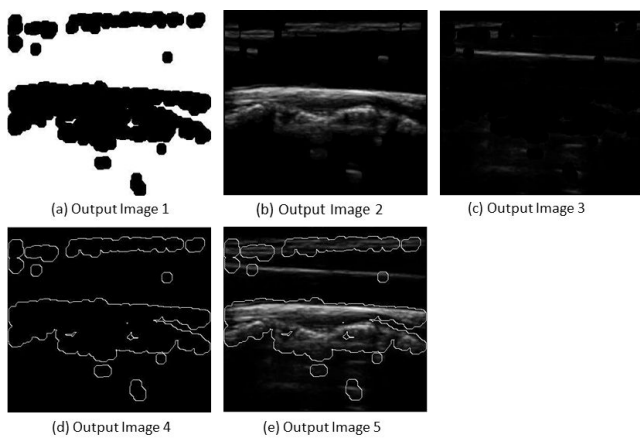 (a) Output Image 1
(b) Output Image 2
(c) Output Image 3
(d) Output Image 4
(e) Output Image 5